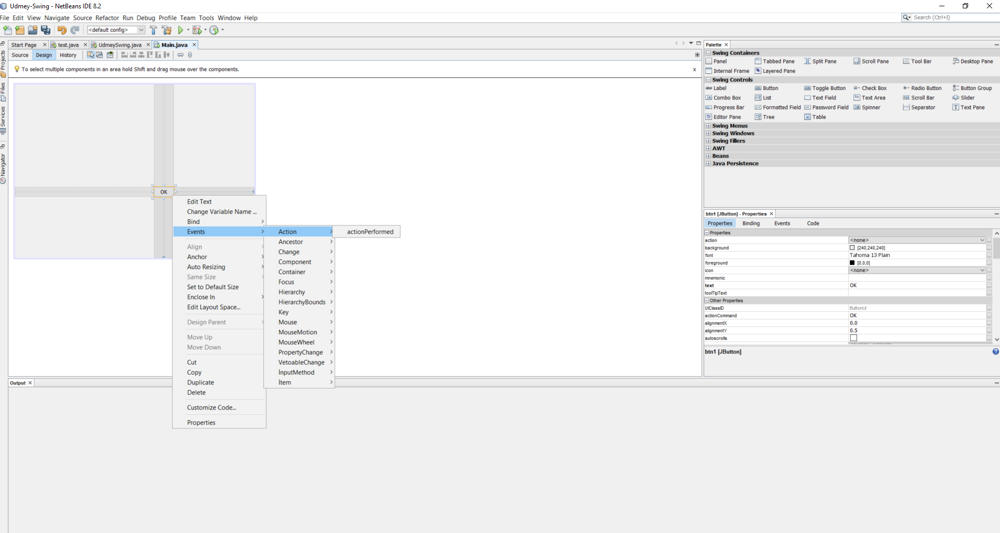 Udmey-Swing - NetBeans IDE 8.2
File Edit View Navigate Source Refactor Run Debug Profile Team Tools Window Help
Search (Ctrl+I)
<default config>
Start Page test.java UdmeySwing.java Main.java
Source Design History
To select multiple components in an area hold Shift and drag mouse over the components.
x
Projects
Files
Services
Navigator
OK
Edit Text
Change Variable Name ...
Bind
Events
Align
Anchor
Auto Resizing
Same Size
Set to Default Size
Enclose In
Edit Layout Space...
Design Parent
Move Up
Move Down
Cut
Copy
Duplicate
Delete
Customize Code...
Properties
Action
Ancestor
Change
Component
Container
Focus
Hierarchy
HierarchyBounds
Key
Mouse
MouseMotion
MouseWheel
PropertyChange
VetoableChange
İnputMethod
İtem
actionPerformed
Palette
Swing Containers
Panel Tabbed Pane Split Pane Scroll Pane Tool Bar Desktop Pane
Internal Frame Layered Pane
Swing Controls
Label Button Toggle Button Check Box Radio Button Button Group
Combo Box List Text Field Text Area Scroll Bar Slider
Progress Bar Formatted Field Password Field Spinner Separator Text Pane
Editor Pane Tree Table
Swing Menus
Swing Windows
Swing Fillers
AWT
Beans
Java Persistence
btn1 [JButton] - Properties
Properties Binding Events Code
Properties
action <none>
background [240,240,240]
font Tahoma 13 Plain
foreground [0,0,0]
icon <none>
mnemonic
text OK
toolTipText
Other Properties
UIClassID ButtonUI
actionCommand OK
alignmentX 0.0
alignmentY 0.5
autoscrolls
btn1 [JButton]
Output